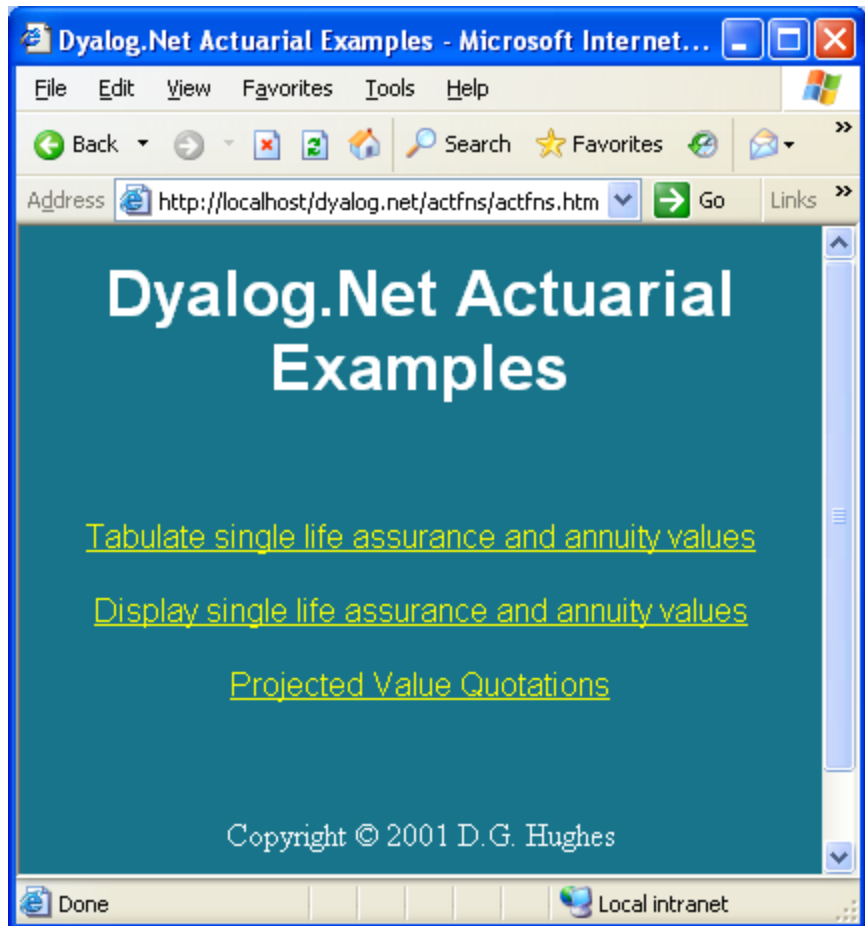 Dyalog.Net Actuarial Examples - Microsoft Internet...
File Edit View Favorites Tools Help
Back Search Favorites »
Address http://localhost/dyalog.net/actfns/actfns.htm Go Links »
Dyalog.Net Actuarial
Examples
Tabulate single life assurance and annuity values
Display single life assurance and annuity values
Projected Value Quotations
Copyright © 2001 D.G. Hughes
Done Local intranet